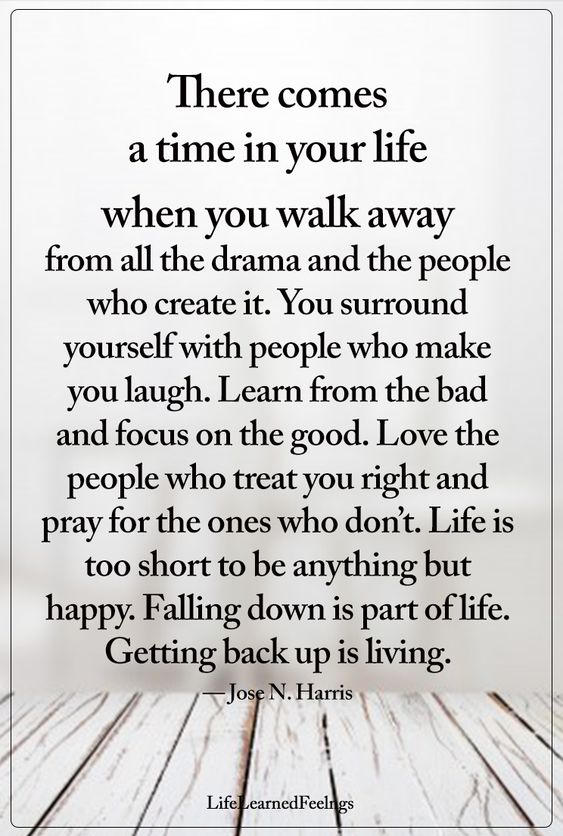 There comes
a time in your life
when you walk away
from all the drama and the people
who create it. You surround
yourself with people who make
you laugh. Learn from the bad
and focus on the good. Love the
people who treat you right and
pray for the ones who don’t. Life is
too short to be anything but
happy. Falling down is part of life.
Getting back up is living.
— Jose N. Harris
LifeLearnedFeelngs